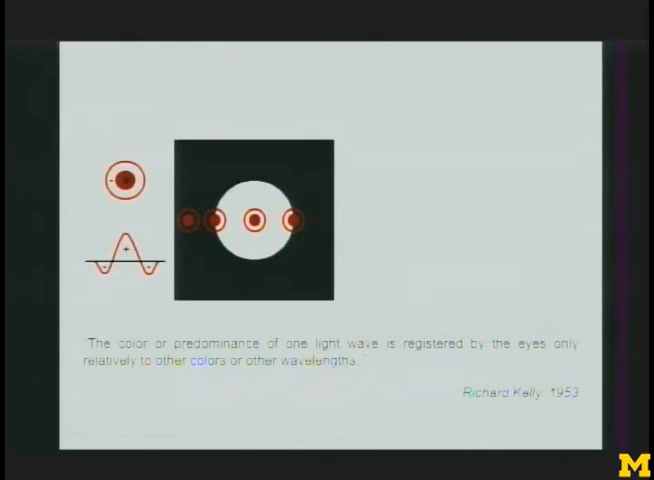 "The color or predominance of one light wave is registered by the eyes only
relatively to other colors or other wavelengths."
Richard Kelly, 1953
M